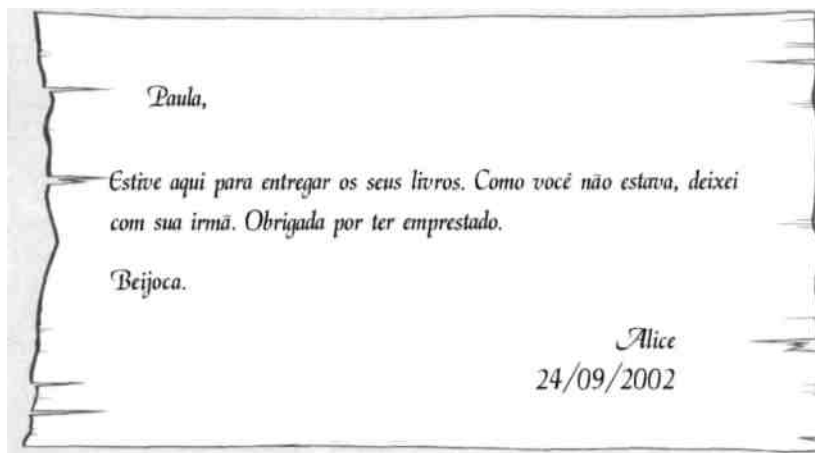 Paula,
Estive aqui para entregar os seus livros. Como você não estava, deixei
com sua irmã. Obrigada por ter emprestado.
Beijoca.
Alice
24/09/2002